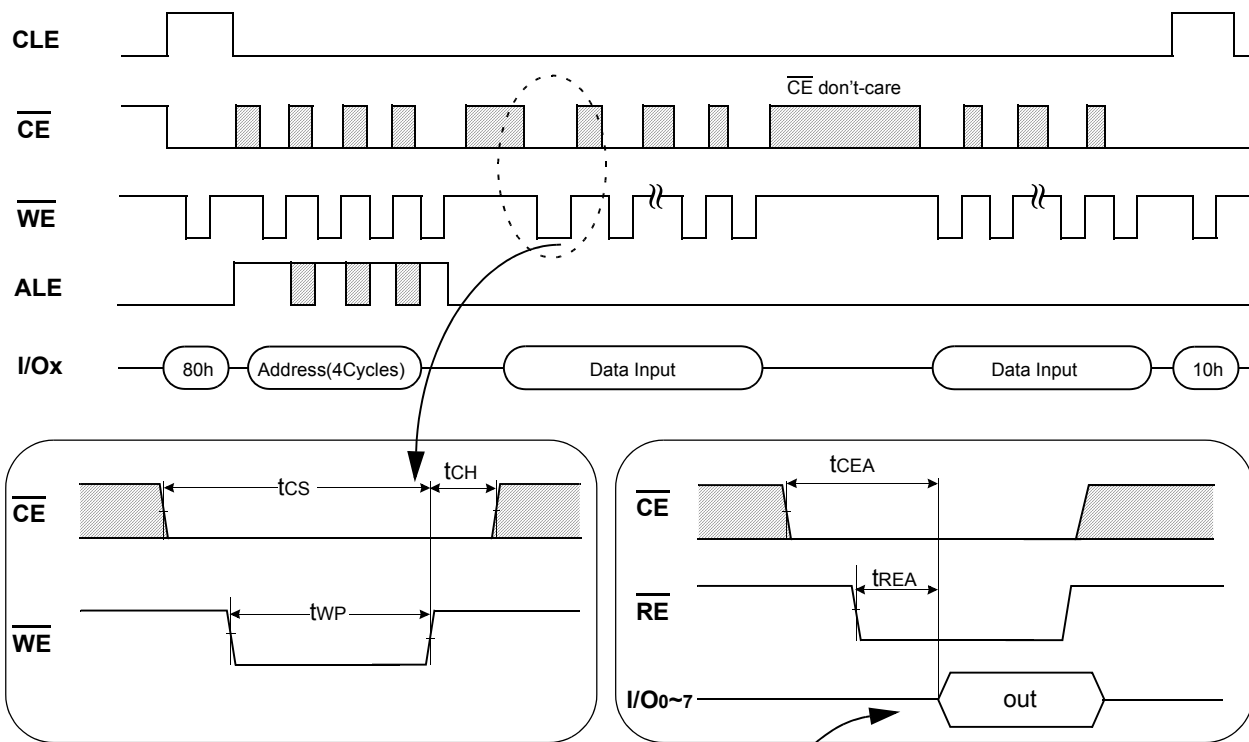 CLE
CE don't-care
CE
WE
ALE
I/Ox 80h Address(4Cycles) Data Input Data Input 10h
tCS tCH
CE
tWP
WE
tCEA
CE
tREA
RE
I/O0~7 out